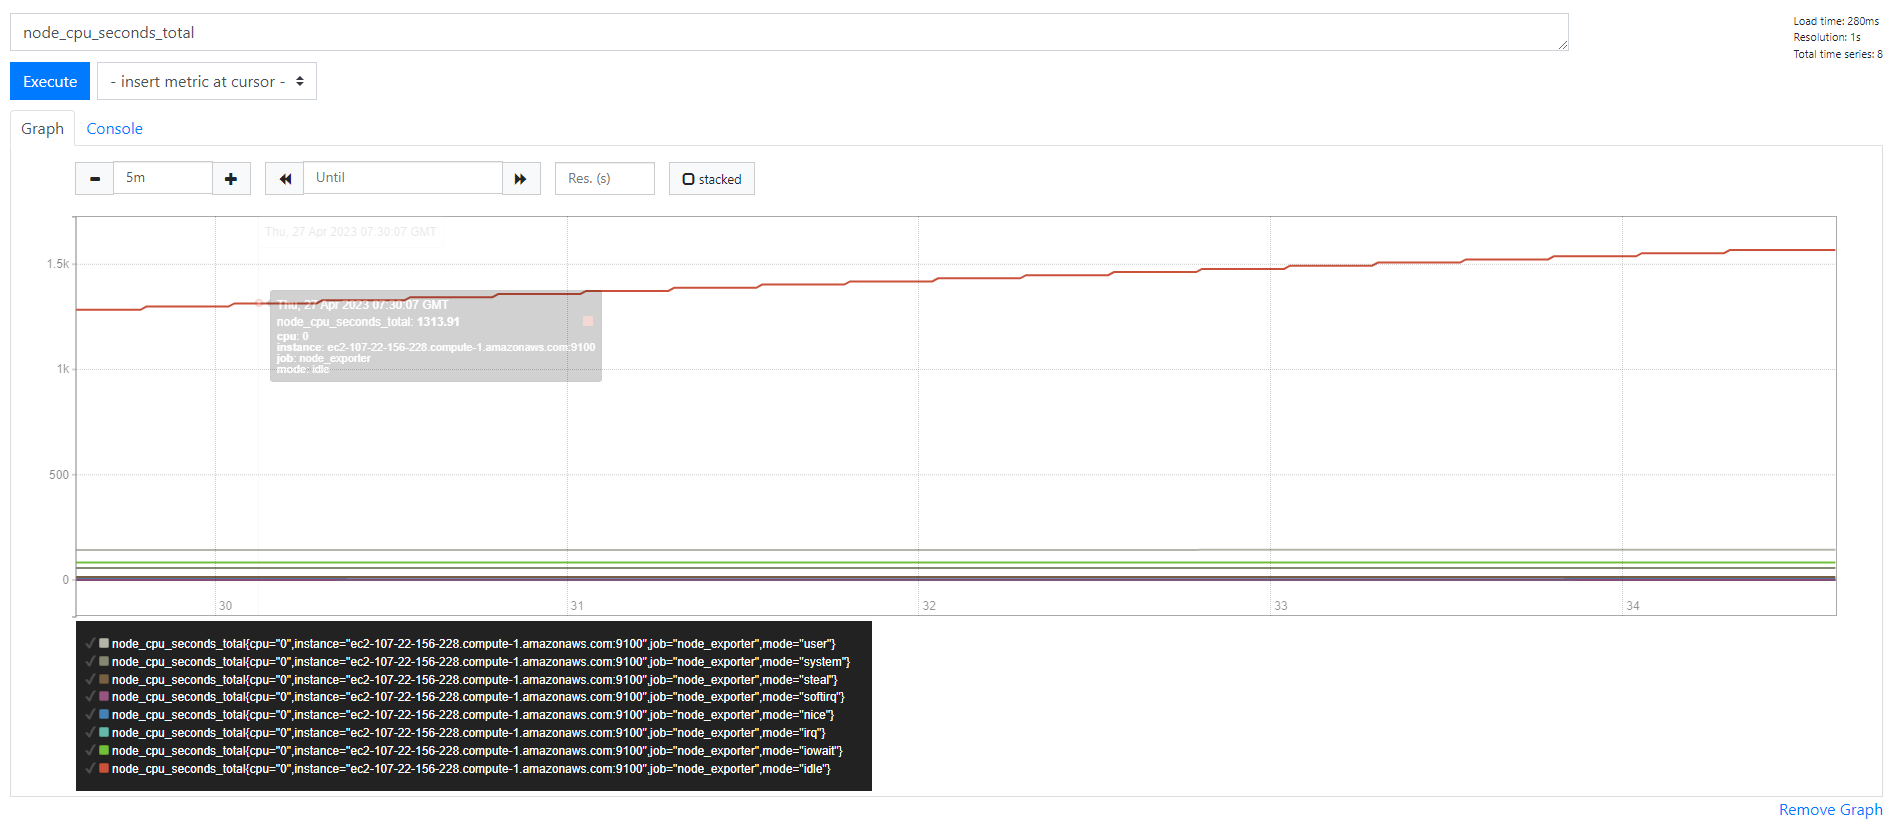 node_cpu_seconds_total
Load time: 280ms
Resolution: 1s
Total time series: 8
Execute
- insert metric at cursor -
Graph
Console
5m
Until
Res. (s)
stacked
Thu, 27 Apr 2023 07:30:07 GMT
1.5k
Thu, 27 Apr 2023 07:30:07 GMT
node_cpu_seconds_total: 1313.91
cpu: 0
instance: ec2-107-22-156-228.compute-1.amazonaws.com:9100
job: node_exporter
mode: idle
1k
500
0
30
31
32
33
34
node_cpu_seconds_total{cpu="0",instance="ec2-107-22-156-228.compute-1.amazonaws.com:9100",job="node_exporter",mode="user"}
node_cpu_seconds_total{cpu="0",instance="ec2-107-22-156-228.compute-1.amazonaws.com:9100",job="node_exporter",mode="system"}
node_cpu_seconds_total{cpu="0",instance="ec2-107-22-156-228.compute-1.amazonaws.com:9100",job="node_exporter",mode="steal"}
node_cpu_seconds_total{cpu="0",instance="ec2-107-22-156-228.compute-1.amazonaws.com:9100",job="node_exporter",mode="softirq"}
node_cpu_seconds_total{cpu="0",instance="ec2-107-22-156-228.compute-1.amazonaws.com:9100",job="node_exporter",mode="nice"}
node_cpu_seconds_total{cpu="0",instance="ec2-107-22-156-228.compute-1.amazonaws.com:9100",job="node_exporter",mode="irq"}
node_cpu_seconds_total{cpu="0",instance="ec2-107-22-156-228.compute-1.amazonaws.com:9100",job="node_exporter",mode="iowait"}
node_cpu_seconds_total{cpu="0",instance="ec2-107-22-156-228.compute-1.amazonaws.com:9100",job="node_exporter",mode="idle"}
Remove Graph